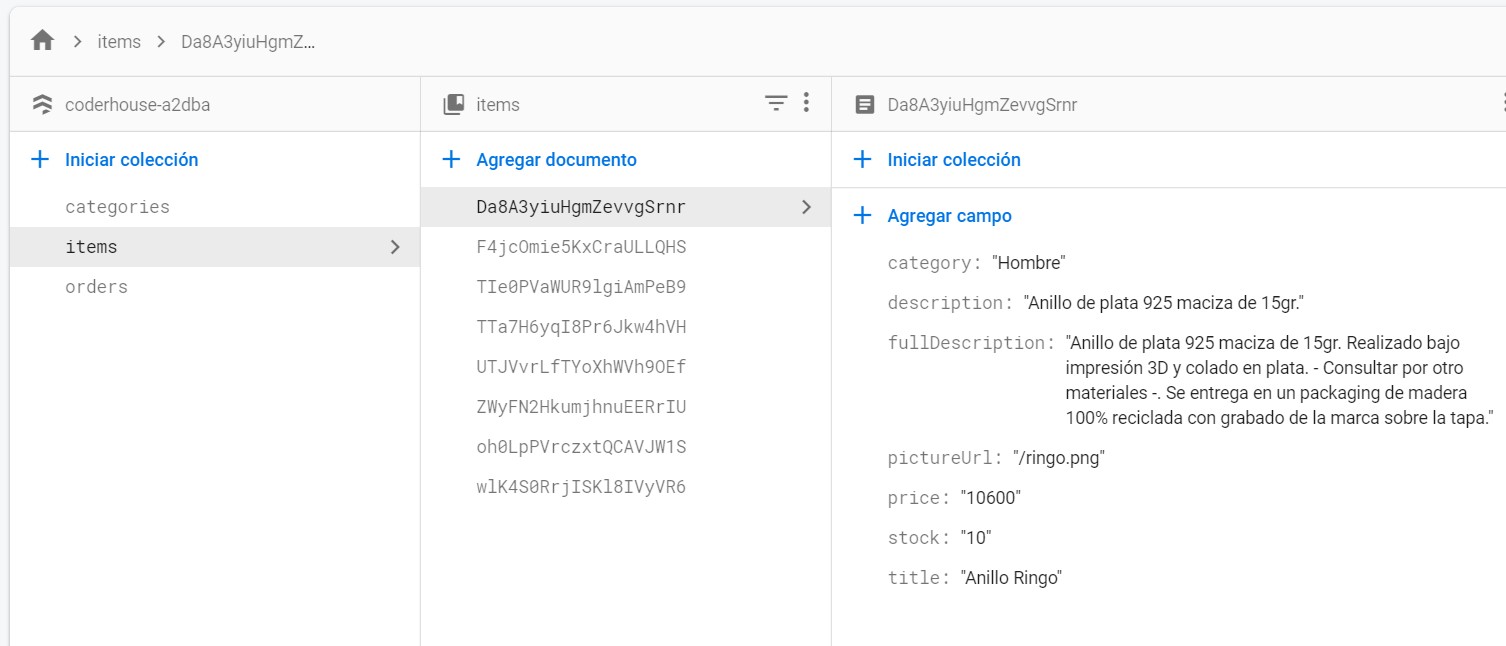 items
Da8A3yiuHgmZ...
coderhouse-a2dba
Iniciar colección
categories
items
orders
items
Agregar documento
Da8A3yiuHgmZevvgSrnr
F4jcOmie5KxCraULLQHS
TIe0PVaWUR9lgiAmPeB9
TTa7H6yqI8Pr6Jkw4hVH
UTJVvrLfTYoXhWVh9OEf
ZWyFN2HkumjhnuEERrIU
oh0LpPVrczxtQCAVJW1S
wlK4S0RrjISKl8IVyVR6
Da8A3yiuHgmZevvgSrnr
Iniciar colección
Agregar campo
category: "Hombre"
description: "Anillo de plata 925 maciza de 15gr."
fullDescription: "Anillo de plata 925 maciza de 15gr. Realizado bajo
impresión 3D y colado en plata. - Consultar por otro
materiales -. Se entrega en un packaging de madera
100% reciclada con grabado de la marca sobre la tapa."
pictureUrl: "/ringo.png"
price: "10600"
stock: "10"
title: "Anillo Ringo"